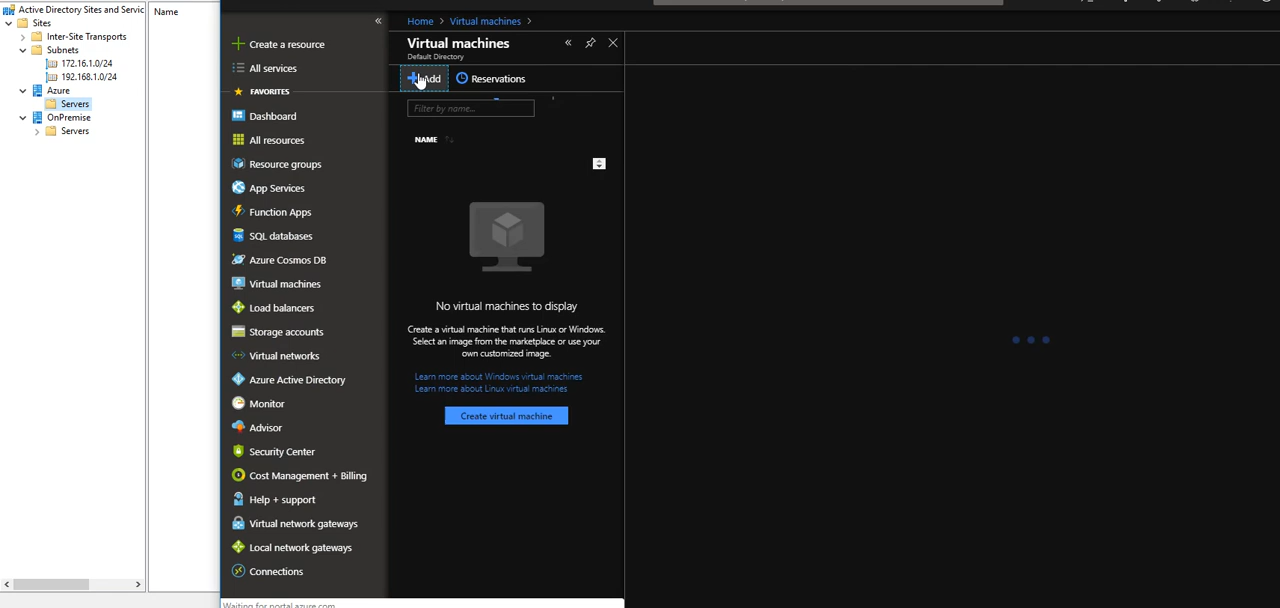 Active Directory Sites and Servic
Sites
Inter-Site Transports
Subnets
172.16.1.0/24
192.168.1.0/24
Azure
Servers
OnPremise
Servers
Name
Create a resource
All services
FAVORITES
Dashboard
All resources
Resource groups
App Services
Function Apps
SQL databases
Azure Cosmos DB
Virtual machines
Load balancers
Storage accounts
Virtual networks
Azure Active Directory
Monitor
Advisor
Security Center
Cost Management + Billing
Help + support
Virtual network gateways
Local network gateways
Connections
Home > Virtual machines >
Virtual machines
Default Directory
Add
Reservations
Filter by name...
NAME
No virtual machines to display
Create a virtual machine that runs Linux or Windows.
Select an image from the marketplace or use your
own customized image.
Learn more about Windows virtual machines
Learn more about Linux virtual machines
Create virtual machine
Waiting for portal.azure.com